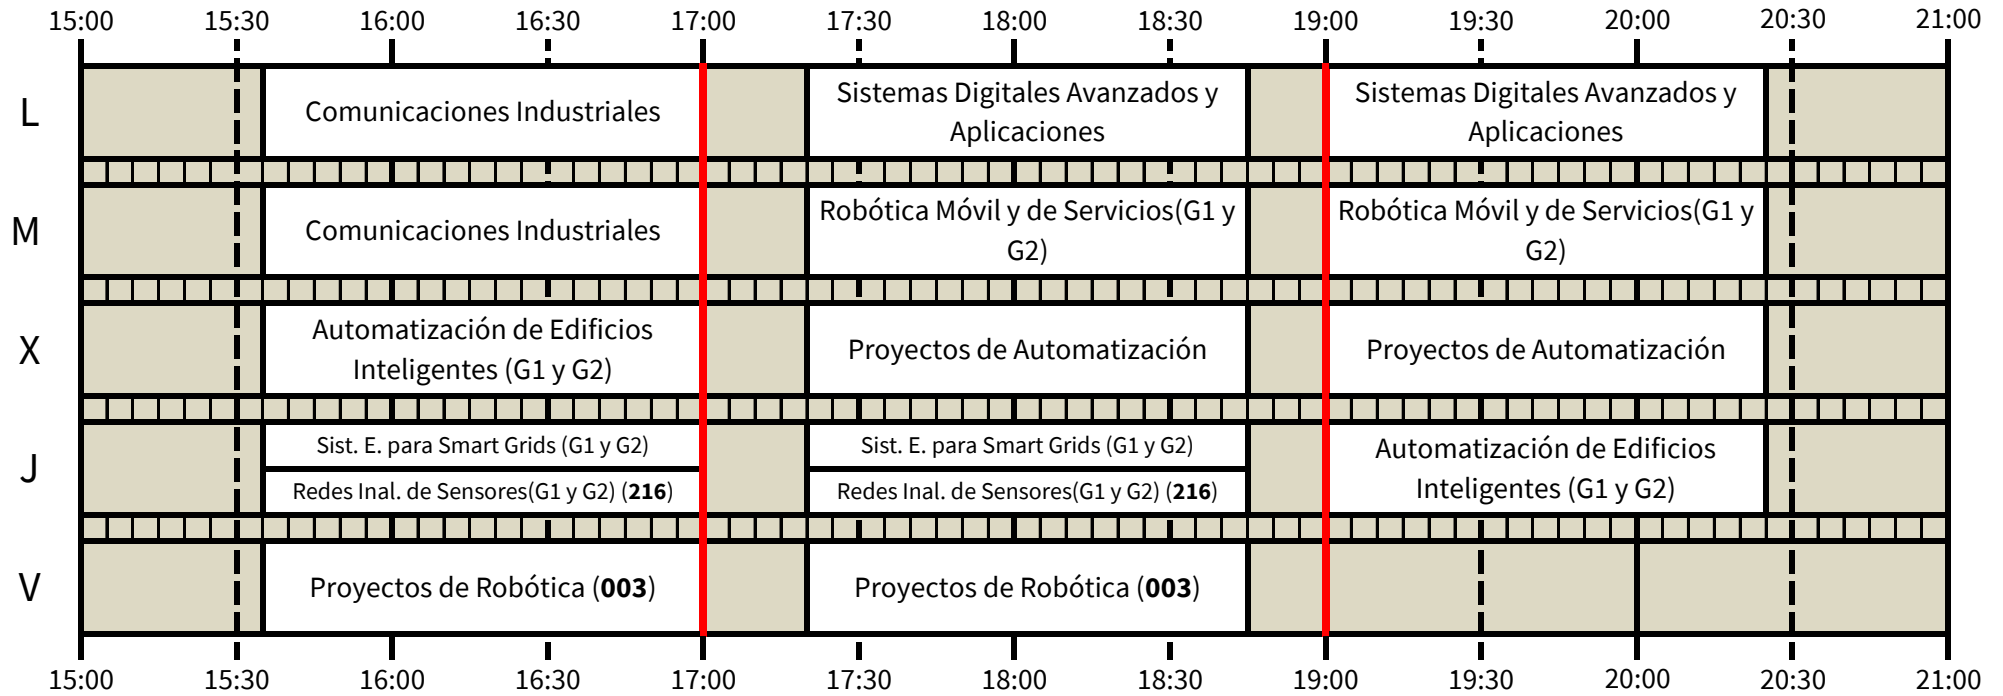 15:00 15:30 16:00 16:30 17:00 17:30 18:00 18:30 19:00 19:30 20:00 20:30 21:00
L
Comunicaciones Industriales
Sistemas Digitales Avanzados y
Aplicaciones
Sistemas Digitales Avanzados y
Aplicaciones
M
Comunicaciones Industriales
Robótica Móvil y de Servicios(G1 y
G2)
Robótica Móvil y de Servicios(G1 y
G2)
X
Automatización de Edificios
Inteligentes (G1 y G2)
Proyectos de Automatización
Proyectos de Automatización
J
Sist. E. para Smart Grids (G1 y G2)
Redes Inal. de Sensores(G1 y G2) (216)
Sist. E. para Smart Grids (G1 y G2)
Redes Inal. de Sensores(G1 y G2) (216)
Automatización de Edificios
Inteligentes (G1 y G2)
V
Proyectos de Robótica (003)
Proyectos de Robótica (003)
15:00 15:30 16:00 16:30 17:00 17:30 18:00 18:30 19:00 19:30 20:00 20:30 21:00